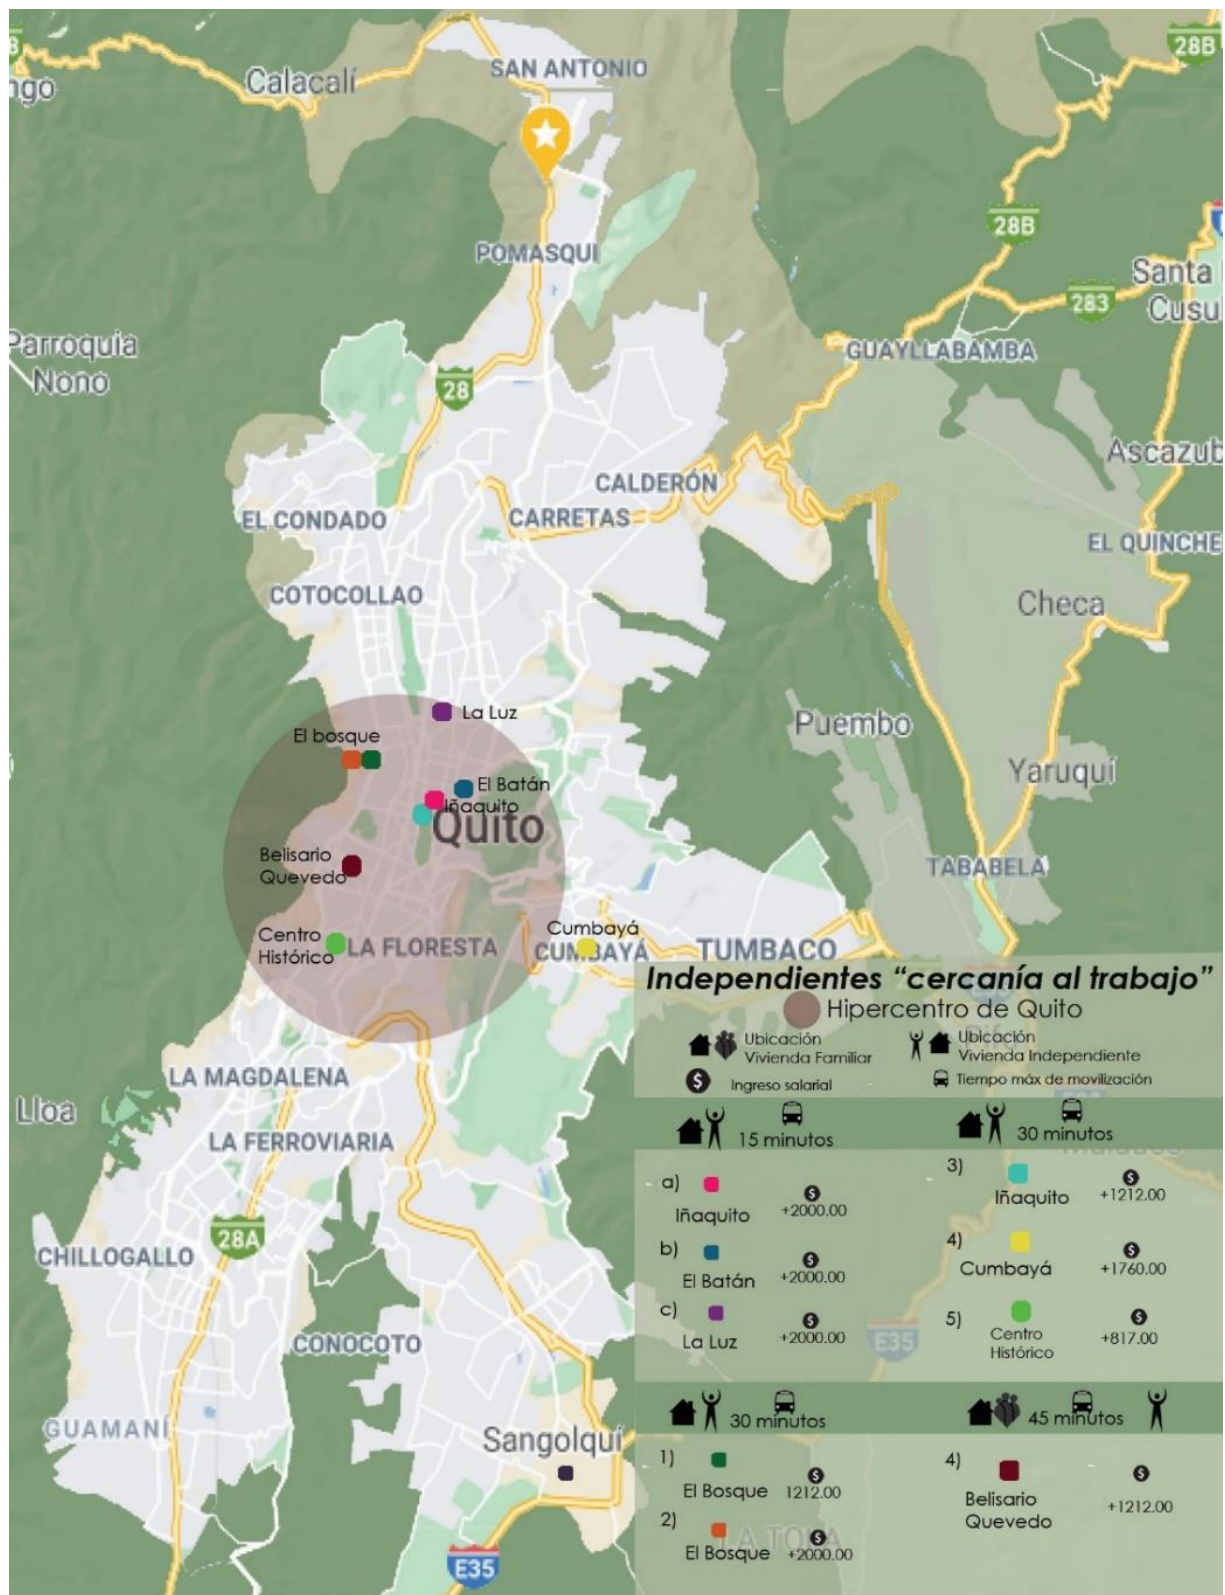 28B
Calacalí
SAN ANTONIO
28B
POMASQUI
Santa
283
Cusu
Parroquia
Nono
GUAYLLABAMBA
28
Ascazub
CALDERÓN
EL CONDADO
CARRETAS
EL QUINCHE
COTOCOLLAO
Checa
La Luz
Puembo
El bosque
Yaruquí
El Batán
Iñaquito
Quito
Belisario
Quevedo
TABABELA
Cumbayá
Centro
Histórico
LA FLORESTA
CUMBAYÁ
TUMBACO
Independientes “cercanía al trabajo”
Hipercentro de Quito
Ubicación
Vivienda Familiar
Ubicación
Vivienda Independiente
$ Ingreso salarial
Tiempo máx de movilización
LA MAGDALENA
Lloa
LA FERROVIARIA
28A
CHILLOGALLO
CONOCOTO
GUAMANÍ
Sangolquí
E35
E35
15 minutos
a)
Iñaquito
$
+2000.00
b)
El Batán
$
+2000.00
c)
La Luz
$
+2000.00
30 minutos
3)
Iñaquito
$
+1212.00
4)
Cumbayá
$
+1760.00
5)
Centro
Histórico
$
+817.00
30 minutos
1)
El Bosque
$
1212.00
2)
El Bosque
$
+2000.00
LA TOLA
45 minutos
4)
Belisario
Quevedo
$
+1212.00